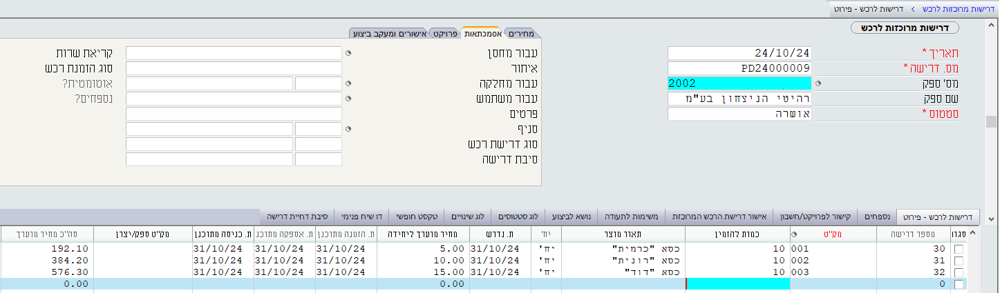 דרישות מרוכזות לרכש > דרישות לרכש - פירוט
דרישות מרוכזות לרכש
תאריך * 24/10/24
מס. דרישה * PD24000009
מס' ספק 2002
שם ספק רהיטי הניצחון בע"מ
סטטוס * אושרה
מחירים אסמכתאות פרויקט אישורים ומעקב ביצוע
עבור מחסן קריאת שרות
איתור סוג הזמנת רכש
עבור מחלקה אוטומטית?
עבור משתמש נספחים?
פרטים
סניף
סוג דרישת רכש
סיבת דרישה
דרישות לרכש - פירוט נספחים קישור לפרויקט/חשבון אישור דרישת הרכש המרוכזת משימות לתעודה נושא לביצוע לוג סטטוסים לוג שינויים טקסט חופשי דו שיח פנימי סיבת דחיית דרישה
סגרו מספר דרישה מק"ט כמות להזמין תאור מוצר יח' ת. נדרש מחיר מוערך ליחידה ת. הזמנה מתוכנן ת. אספקה מתוכנ ת. כניסה מתוכנן מק"ט ספק/יצרן סה"כ מחיר מוערך
30 001 10 כסא "כרמית" יח' 31/10/24 5.00 31/10/24 31/10/24 31/10/24 192.10
31 002 10 כסא "רונית" יח' 31/10/24 10.00 31/10/24 31/10/24 31/10/24 384.20
32 003 10 כסא "דוד" יח' 31/10/24 15.00 31/10/24 31/10/24 31/10/24 576.30
0 0.00 0.00